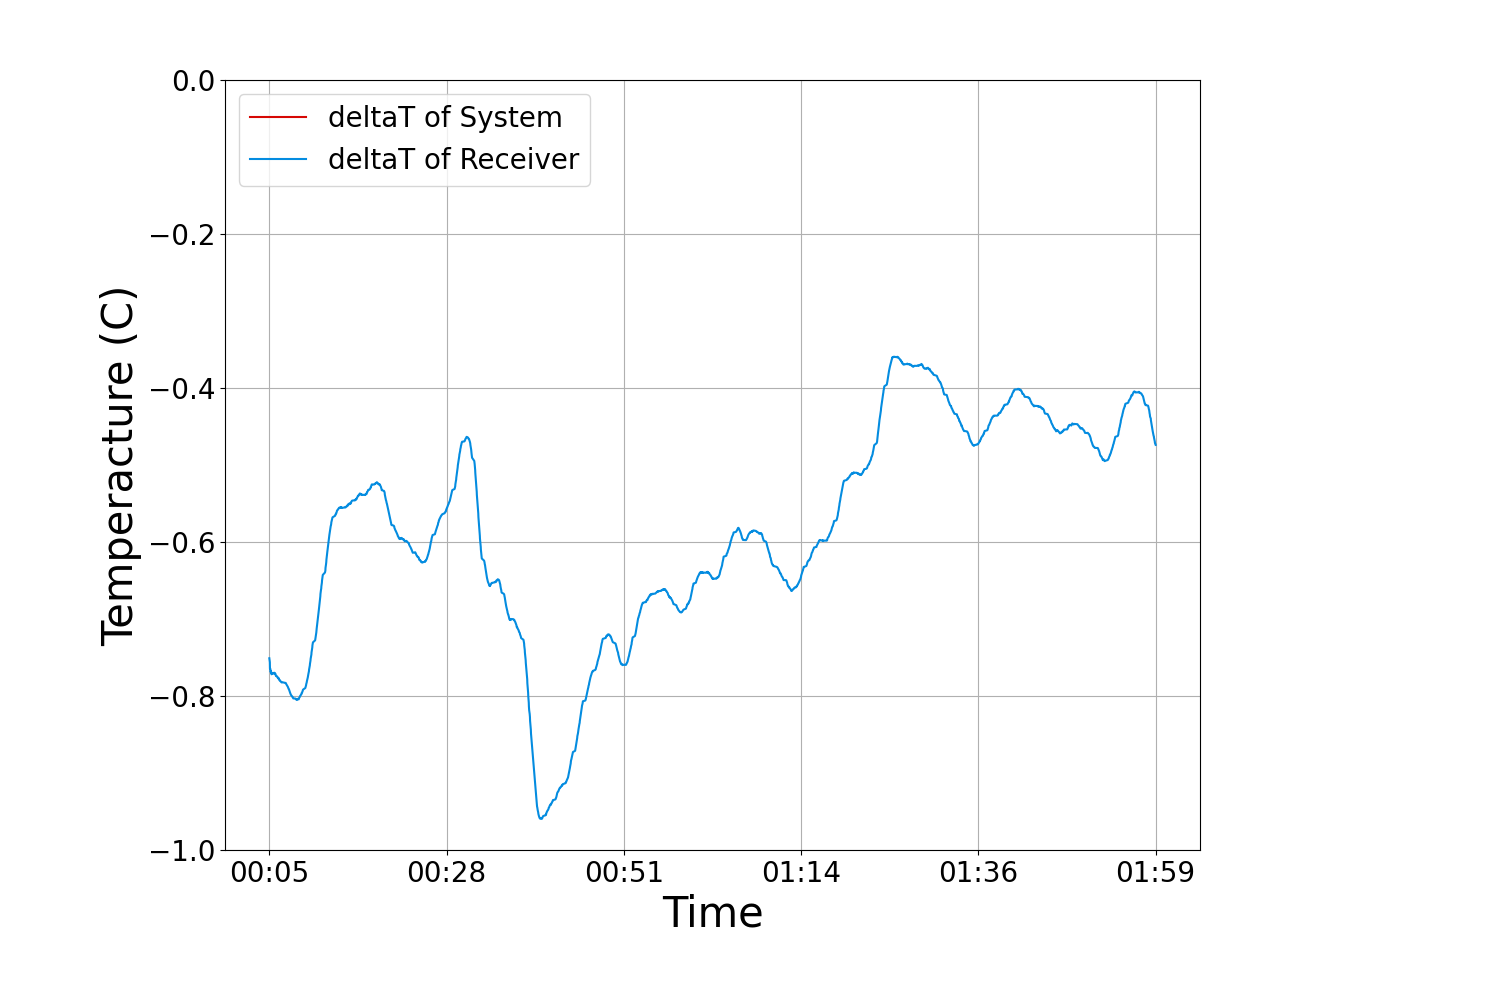 0.0
deltaT of System
deltaT of Receiver
−0.2
−0.4
−0.6
−0.8
−1.0
Temperacture (C)
00:05 00:28 00:51 01:14 01:36 01:59
Time